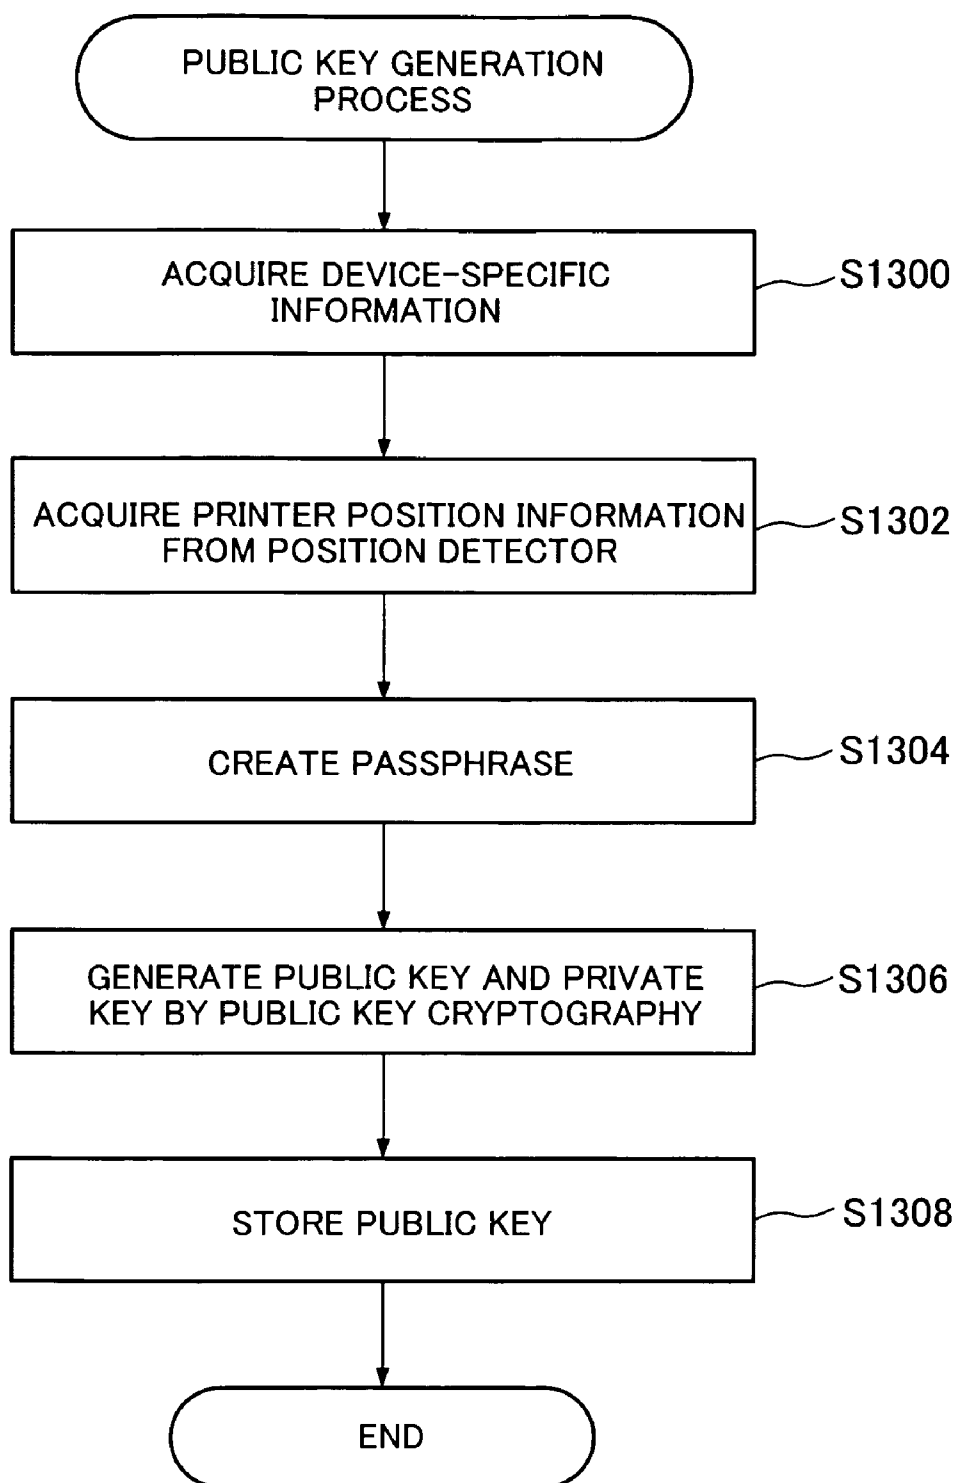 PUBLIC KEY GENERATION
PROCESS
ACQUIRE DEVICE-SPECIFIC
INFORMATION
S1300
ACQUIRE PRINTER POSITION INFORMATION
FROM POSITION DETECTOR
S1302
CREATE PASSPHRASE
S1304
GENERATE PUBLIC KEY AND PRIVATE
KEY BY PUBLIC KEY CRYPTOGRAPHY
S1306
STORE PUBLIC KEY
S1308
END